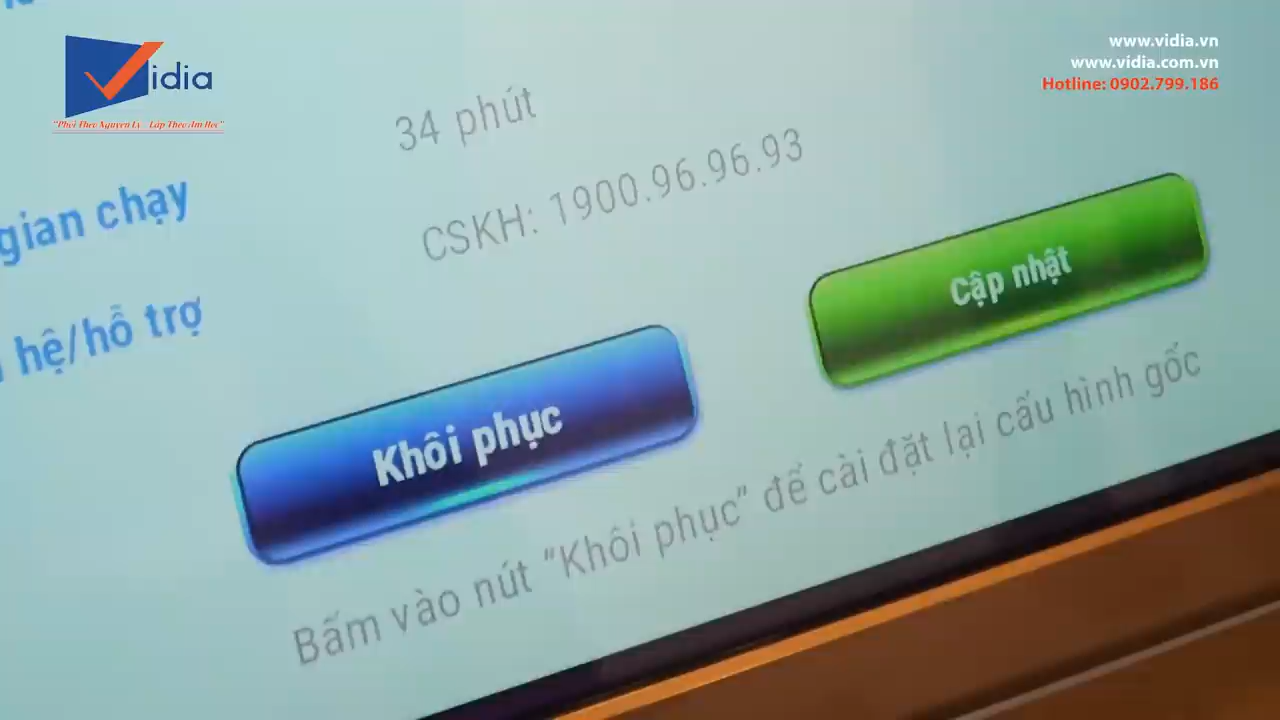 idia
"Phối Theo Nguyên Lý - Lắp Theo Âm Học"
www.vidia.vn
www.vidia.com.vn
Hotline: 0902.799.186
34 phút
gian chạy
CSKH: 1900.96.96.93
hệ/hỗ trợ
Cập nhật
Khôi phục
Bấm vào nút "Khôi phục" để cài đặt lại cấu hình gốc